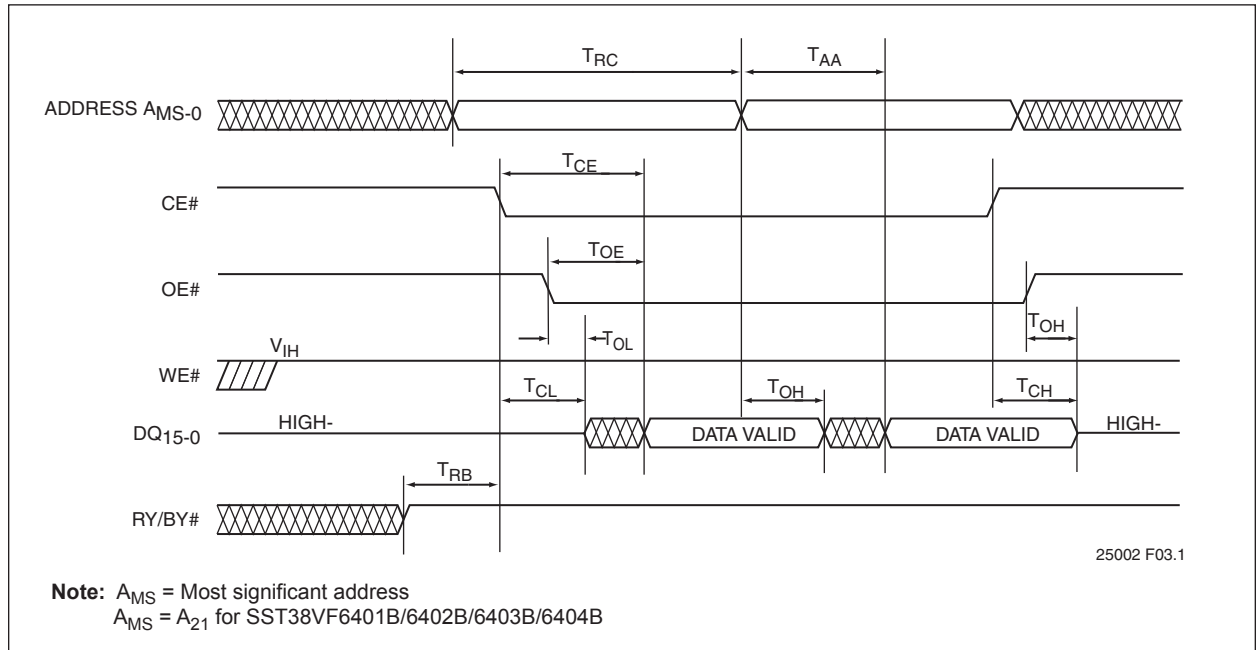 TRC TAA
ADDRESS AMS-0
TCE
CE#
TOE
OE#
TOH
TOL
VIH
WE#
TCL TOH TCH
HIGH- DATA VALID DATA VALID HIGH-
DQ15-0
TRB
RY/BY#
25002 F03.1
Note: AMS = Most significant address
AMS = A21 for SST38VF6401B/6402B/6403B/6404B